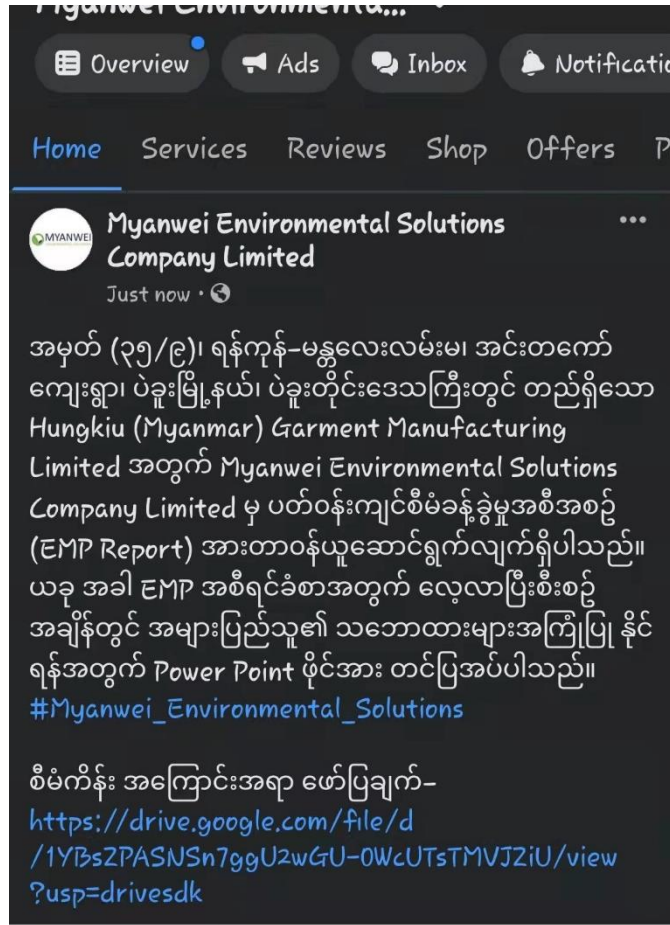 Myanwei Environmenta...
Overview Ads Inbox Notificatio
Home Services Reviews Shop Offers P
MYANWEI
Myanwei Environmental Solutions
Company Limited
Just now
အမှတ် (၃၅/၉)၊ ရန်ကုန်-မန္တလေးလမ်းမ၊ အင်းတကော်
ကျေးရွာ၊ ပဲခူးမြို့နယ်၊ ပဲခူးတိုင်းဒေသကြီးတွင် တည်ရှိသော
Hungkiu (Myanmar) Garment Manufacturing
Limited အတွက် Myanwei Environmental Solutions
Company Limited မှ ပတ်ဝန်းကျင်စီမံခန့်ခွဲမှုအစီအစဉ်
(EMP Report) အားတာဝန်ယူဆောင်ရွက်လျက်ရှိပါသည်။
ယခု အခါ EMP အစီရင်ခံစာအတွက် လေ့လာပြီးစီးစဉ်
အချိန်တွင် အများပြည်သူ၏ သဘောထားများအကြံပြု နိုင်
ရန်အတွက် Power Point ဖိုင်အား တင်ပြအပ်ပါသည်။
#Myanwei_Environmental_Solutions
စီမံကိန်း အကြောင်းအရာ ဖော်ပြချက်-
https://drive.google.com/file/d
/1YBsZPASNSn7ggU2wGU-0WcUTsTMVJZiU/view
?usp=drivesdk